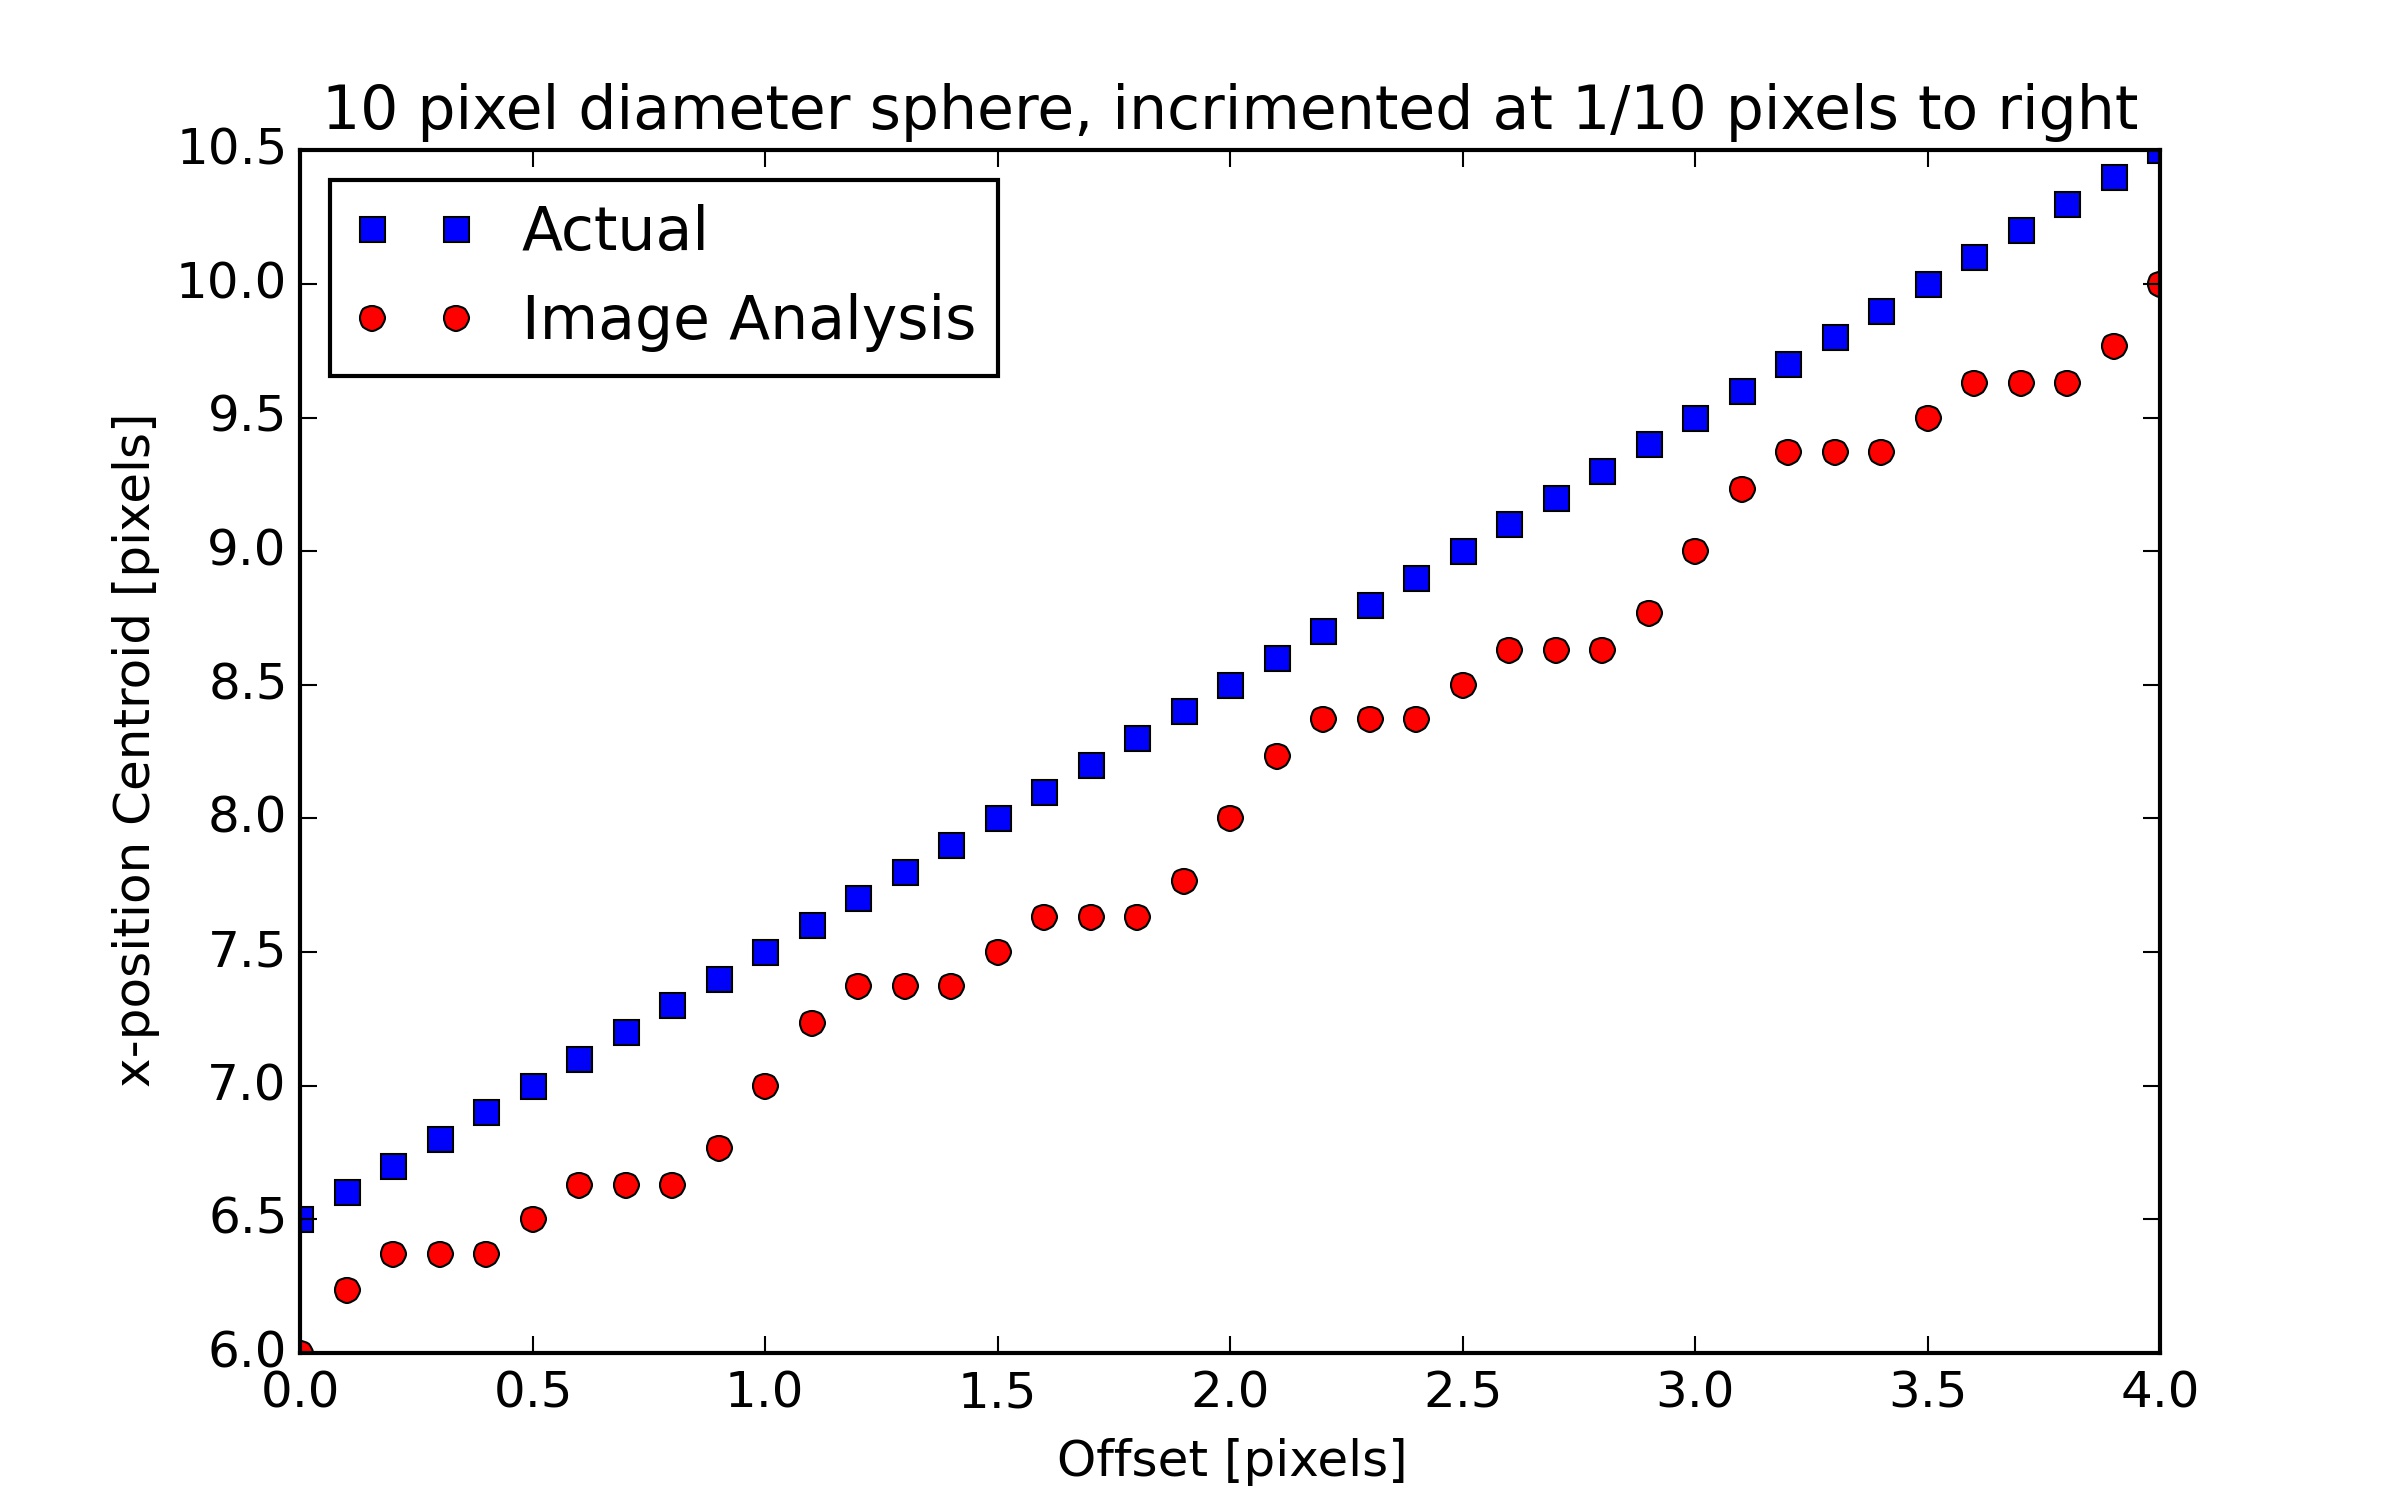 10 pixel diameter sphere, incrimented at 1/10 pixels to right
Actual
Image Analysis
10.5
10.0
9.5
9.0
8.5
8.0
7.5
7.0
6.5
6.0
x-position Centroid [pixels]
0.0 0.5 1.0 1.5 2.0 2.5 3.0 3.5 4.0
Offset [pixels]